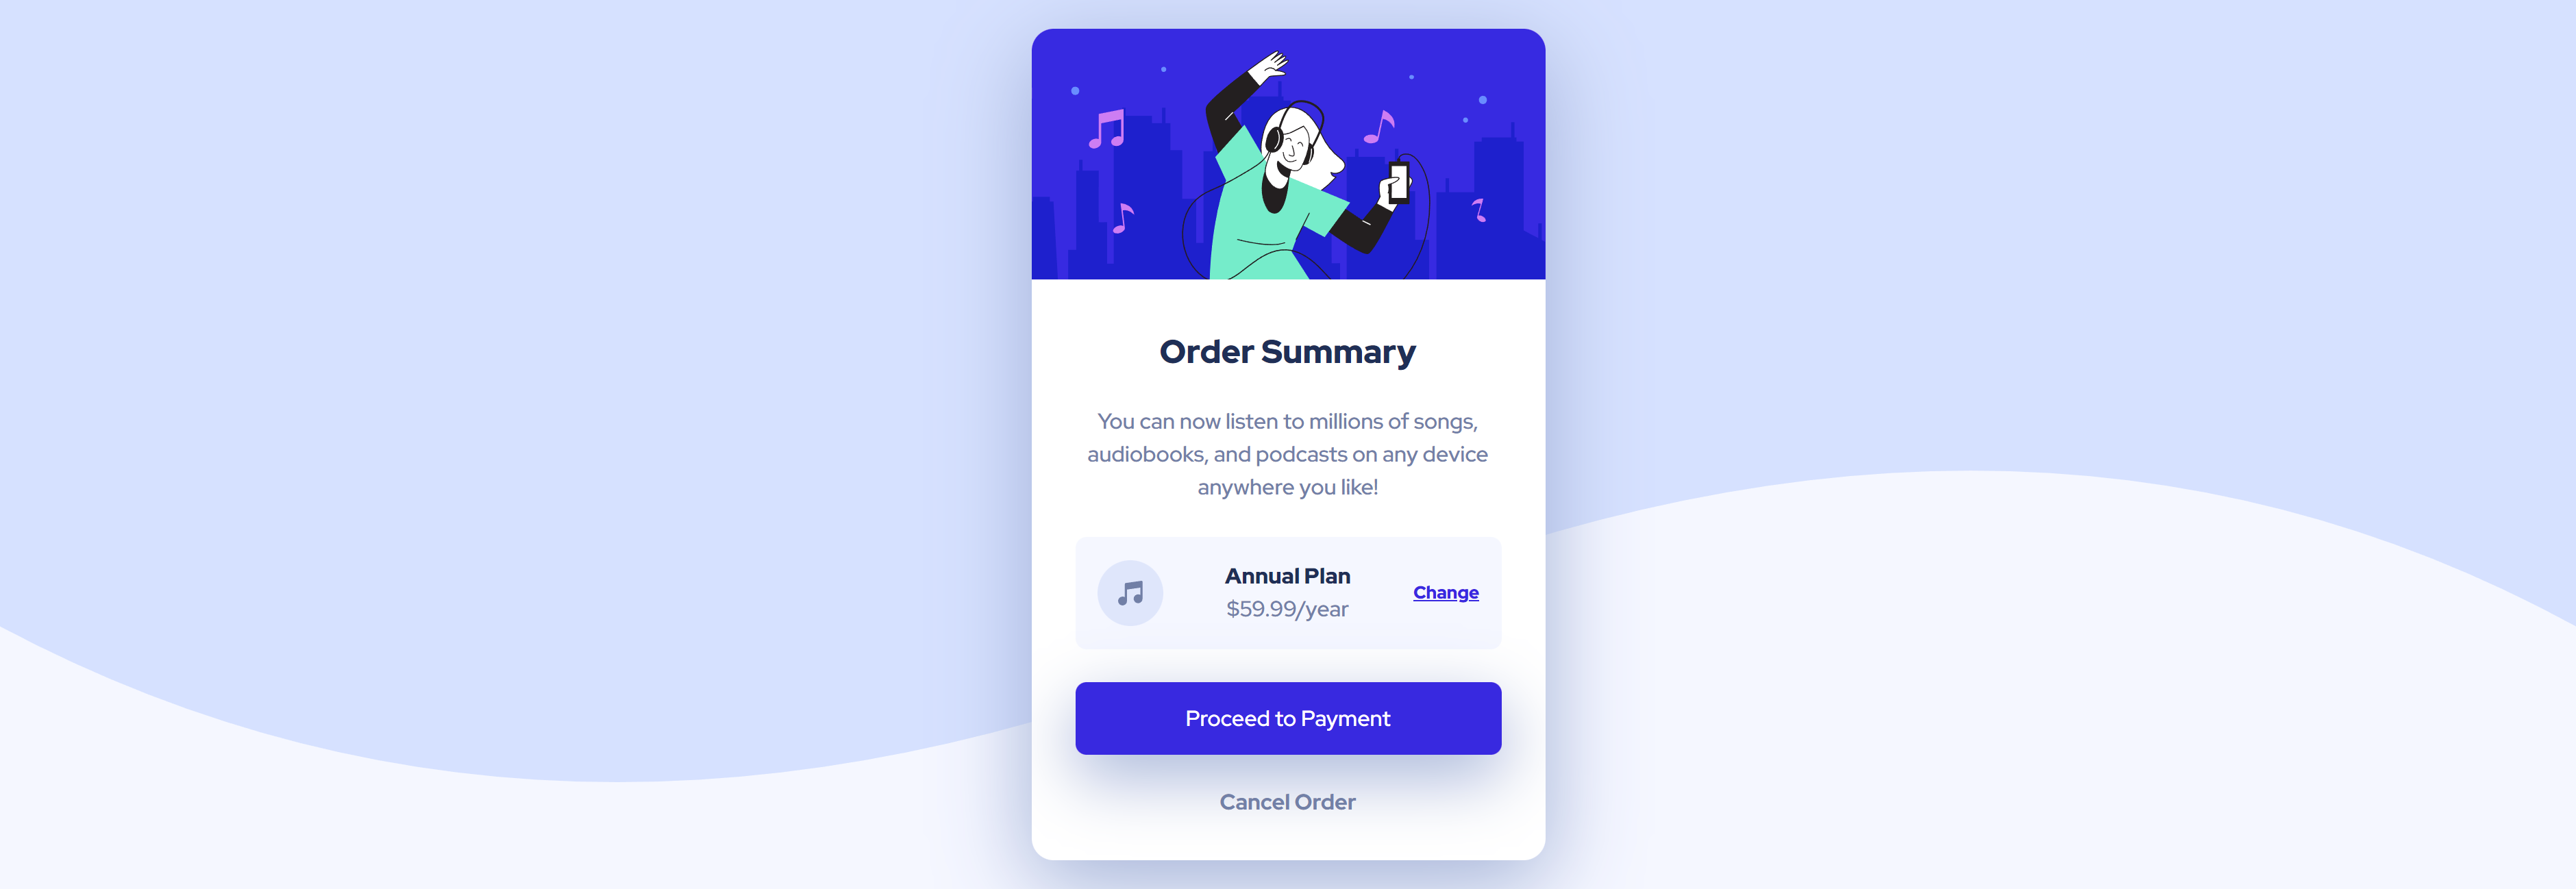 Order Summary
You can now listen to millions of songs,
audiobooks, and podcasts on any device
anywhere you like!
Annual Plan
$59.99/year
Change
Proceed to Payment
Cancel Order